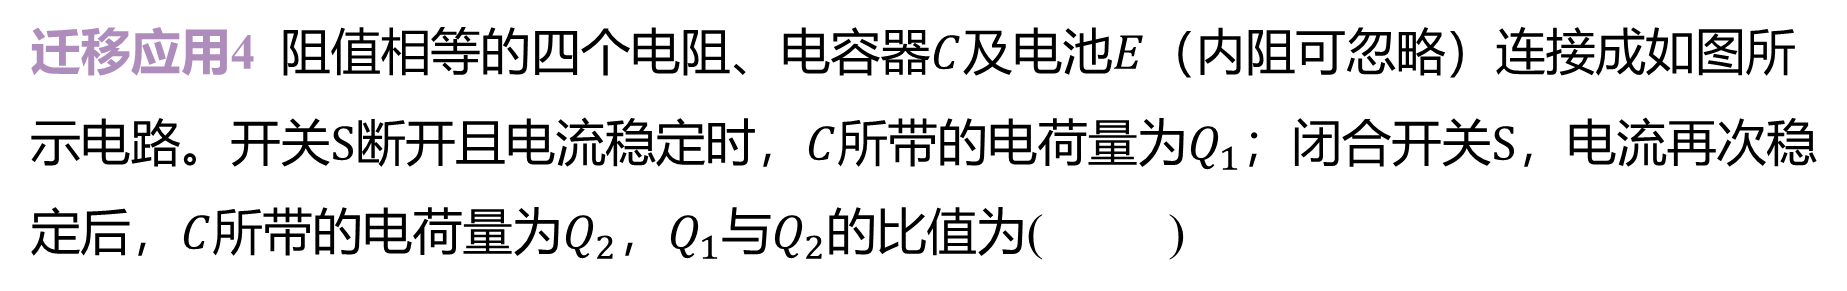 迁移应用4 阻值相等的四个电阻、电容器C及电池E（内阻可忽略）连接成如图所
示电路。开关S断开且电流稳定时，C所带的电荷量为Q₁；闭合开关S，电流再次稳
定后，C所带的电荷量为Q₂，Q₁与Q₂的比值为(  )